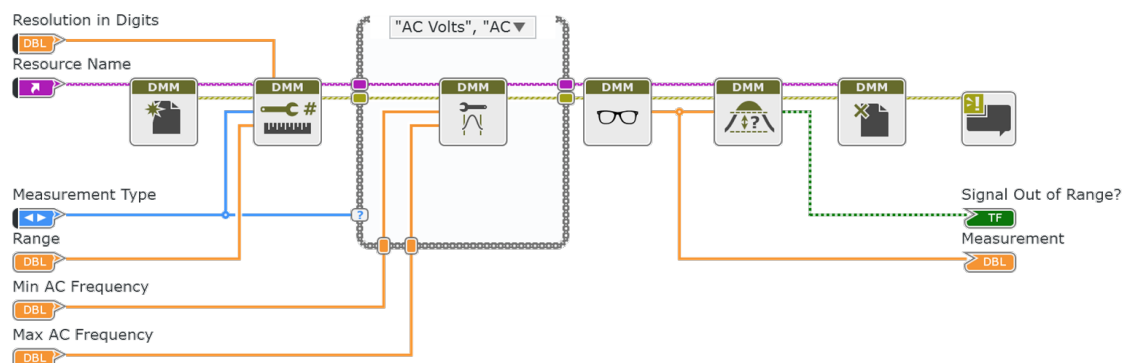 Resolution in Digits
DBL
"AC Volts", "AC
Resource Name
DMM
DMM
#
DMM
DMM
DMM
?
DMM
!
Measurement Type
?
Signal Out of Range?
TF
Range
DBL
Measurement
DBL
Min AC Frequency
DBL
Max AC Frequency
DBL